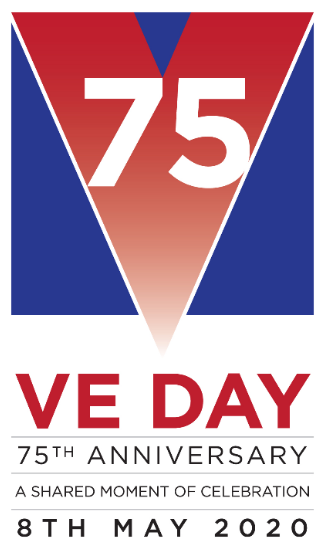 75
VE DAY
75TH ANNIVERSARY
A SHARED MOMENT OF CELEBRATION
8TH MAY 2020